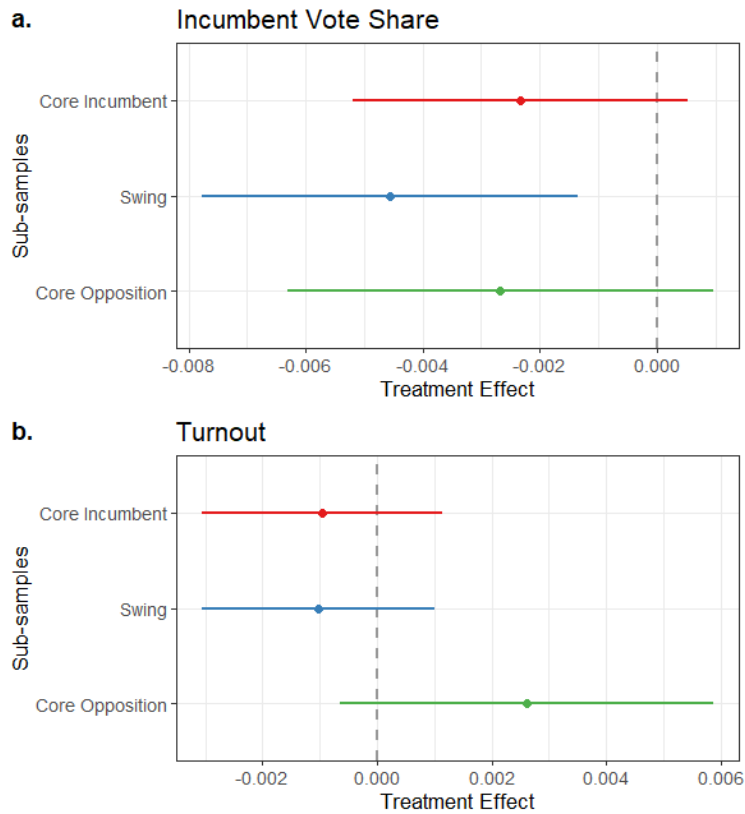 a. Incumbent Vote Share
Core Incumbent
Swing
Core Opposition
Sub-samples
-0.008 -0.006 -0.004 -0.002 0.000
Treatment Effect
b. Turnout
Core Incumbent
Swing
Core Opposition
Sub-samples
-0.002 0.000 0.002 0.004 0.006
Treatment Effect